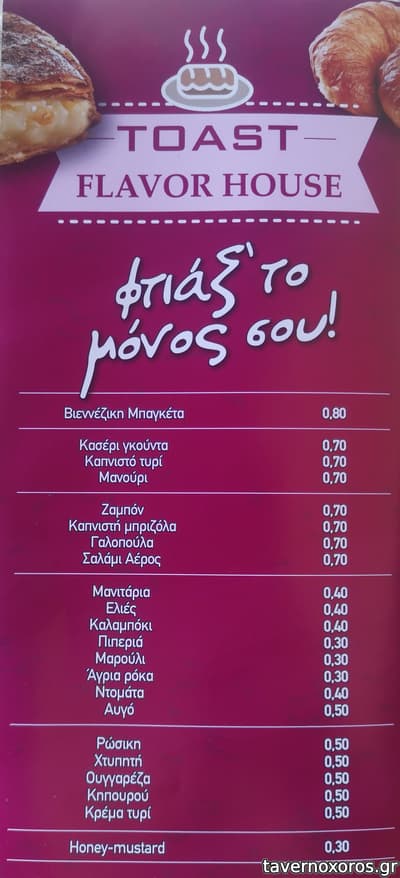 TOAST
FLAVOR HOUSE
φτιάξ' το
μόνος σου!
Βιεννέζικη Μπαγκέτα 0,80
Κασέρι γκούντα 0,70
Καπνιστό τυρί 0,70
Μανούρι 0,70
Ζαμπόν 0,70
Καπνιστή μπριζόλα 0,70
Γαλοπούλα 0,70
Σαλάμι Αέρος 0,70
Μανιτάρια 0,40
Ελιές 0,40
Καλαμπόκι 0,40
Πιπεριά 0,30
Μαρούλι 0,30
Άγρια ρόκα 0,30
Ντομάτα 0,40
Αυγό 0,50
Ρώσικη 0,50
Χτυπητή 0,50
Ουγγαρέζα 0,50
Κηπουρού 0,50
Κρέμα τυρί 0,50
Honey-mustard 0,30
tavernoxoros.gr